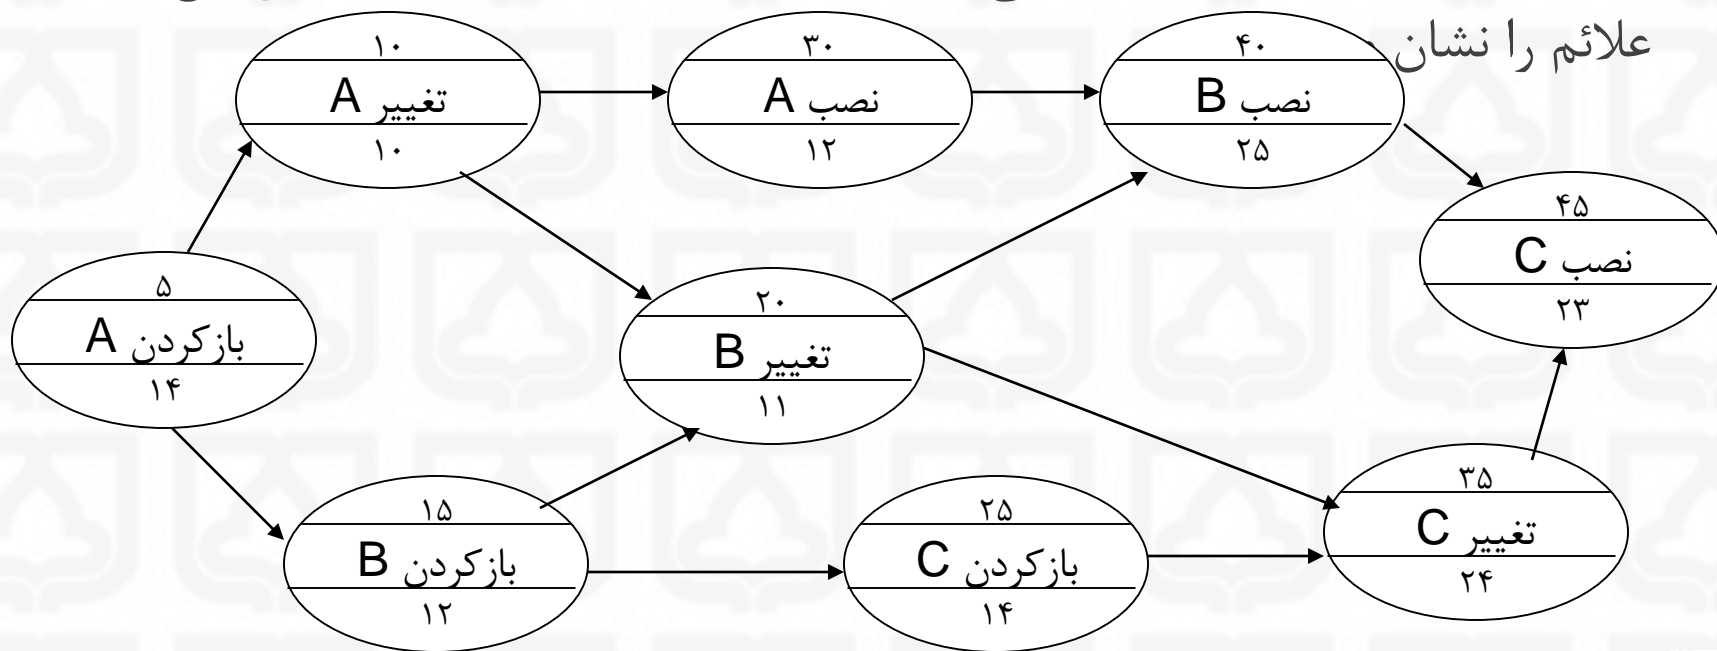 علائم را نشان
۱۰
تغییر A
۱۰
۳۰
نصب A
۱۲
۴۰
نصب B
۲۵
۴۵
نصب C
۲۳
۵
بازکردن A
۱۴
۲۰
تغییر B
۱۱
۱۵
بازکردن B
۱۲
۲۵
بازکردن C
۱۴
۳۵
تغییر C
۲۴